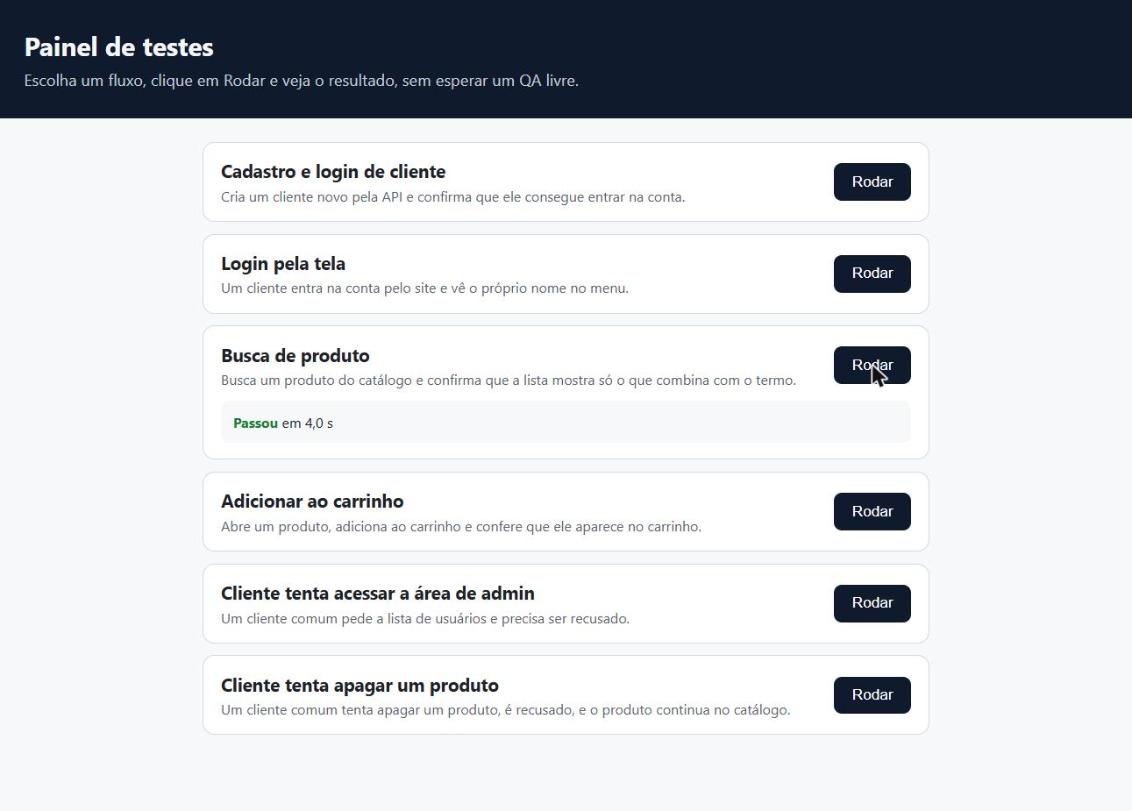 Painel de testes
Escolha um fluxo, clique em Rodar e veja o resultado, sem esperar um QA livre.
Cadastro e login de cliente
Cria um cliente novo pela API e confirma que ele consegue entrar na conta.
Rodar
Login pela tela
Um cliente entra na conta pelo site e vê o próprio nome no menu.
Rodar
Busca de produto
Busca um produto do catálogo e confirma que a lista mostra só o que combina com o termo.
Rodar
Passou em 4,0 s
Adicionar ao carrinho
Abre um produto, adiciona ao carrinho e confere que ele aparece no carrinho.
Rodar
Cliente tenta acessar a área de admin
Um cliente comum pede a lista de usuários e precisa ser recusado.
Rodar
Cliente tenta apagar um produto
Um cliente comum tenta apagar um produto, é recusado, e o produto continua no catálogo.
Rodar